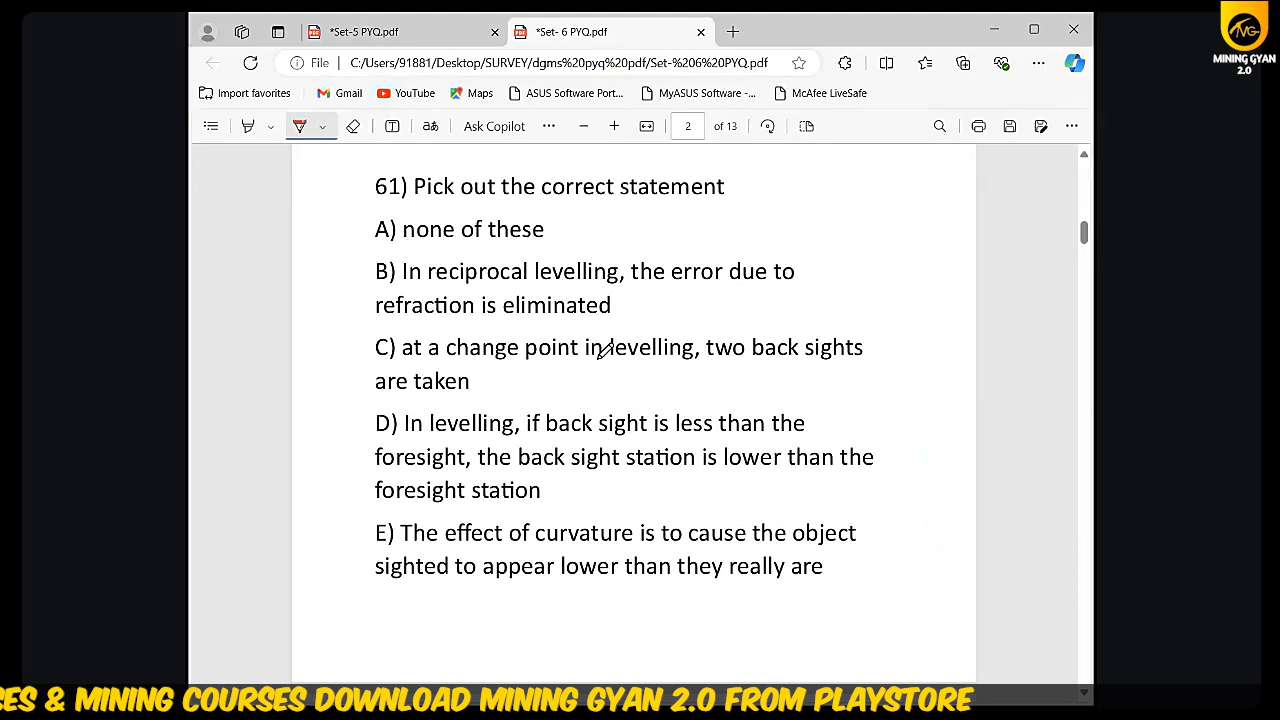 *Set-5 PYQ.pdf
*Set- 6 PYQ.pdf
File
C:/Users/91881/Desktop/SURVEY/dgms%20pyq%20pdf/Set-%206%20PYQ.pdf
Import favorites
Gmail
YouTube
Maps
ASUS Software Port...
MyASUS Software -...
McAfee LiveSafe
Ask Copilot
2 of 13
MINING GYAN
2.0
61) Pick out the correct statement
A) none of these
B) In reciprocal levelling, the error due to
refraction is eliminated
C) at a change point in levelling, two back sights
are taken
D) In levelling, if back sight is less than the
foresight, the back sight station is lower than the
foresight station
E) The effect of curvature is to cause the object
sighted to appear lower than they really are
SES & MINING COURSES DOWNLOAD MINING GYAN 2.0 FROM PLAYSTORE